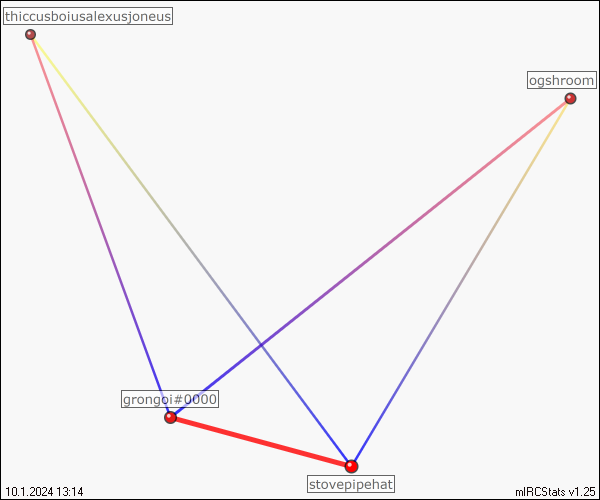 thiccusboiusalexusjoneus
ogshroom
grongoi#0000
stovepipehat
10.1.2024 13:14
mIRCStats v1.25